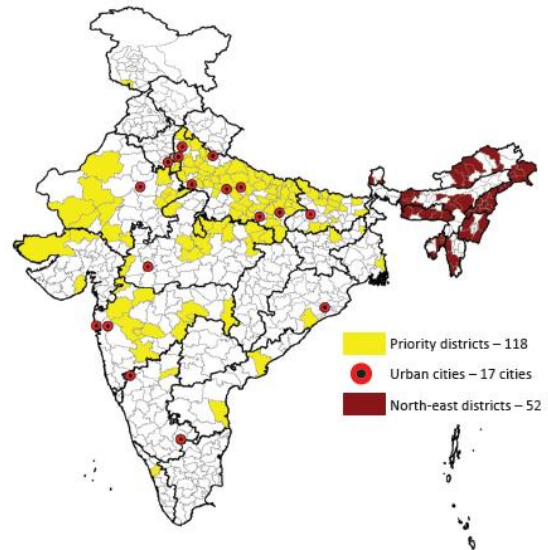 Priority districts – 118
Urban cities – 17 cities
North-east districts – 52